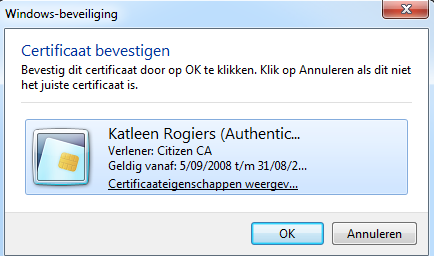 Windows-beveiliging
Certificaat bevestigen
Bevestig dit certificaat door op OK te klikken. Klik op Annuleren als dit niet
het juiste certificaat is.
Katleen Rogiers (Authentic...
Verlener: Citizen CA
Geldig vanaf: 5/09/2008 t/m 31/08/2...
Certificaateigenschappen weergev...
OK
Annuleren